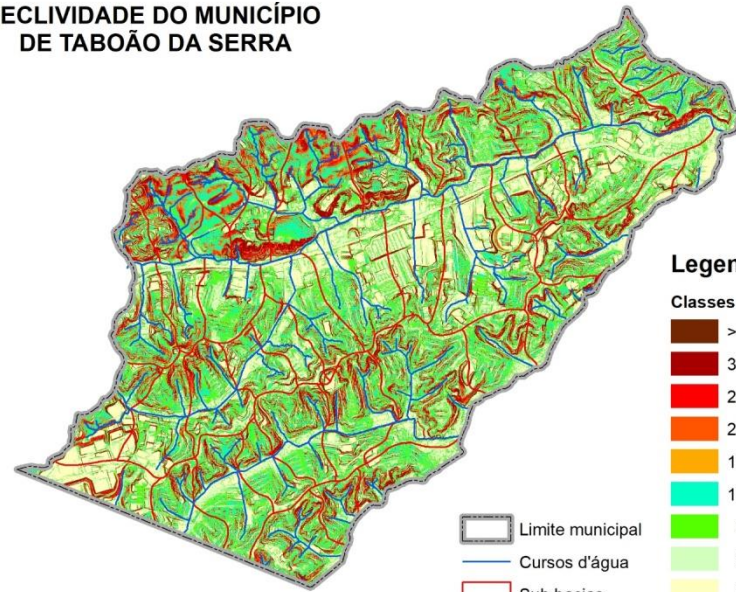 ECLIVIDADE DO MUNICÍPIO
DE TABOÃO DA SERRA
Legen
Classes
>
3
2
2
1
1
Limite municipal
Cursos d'água